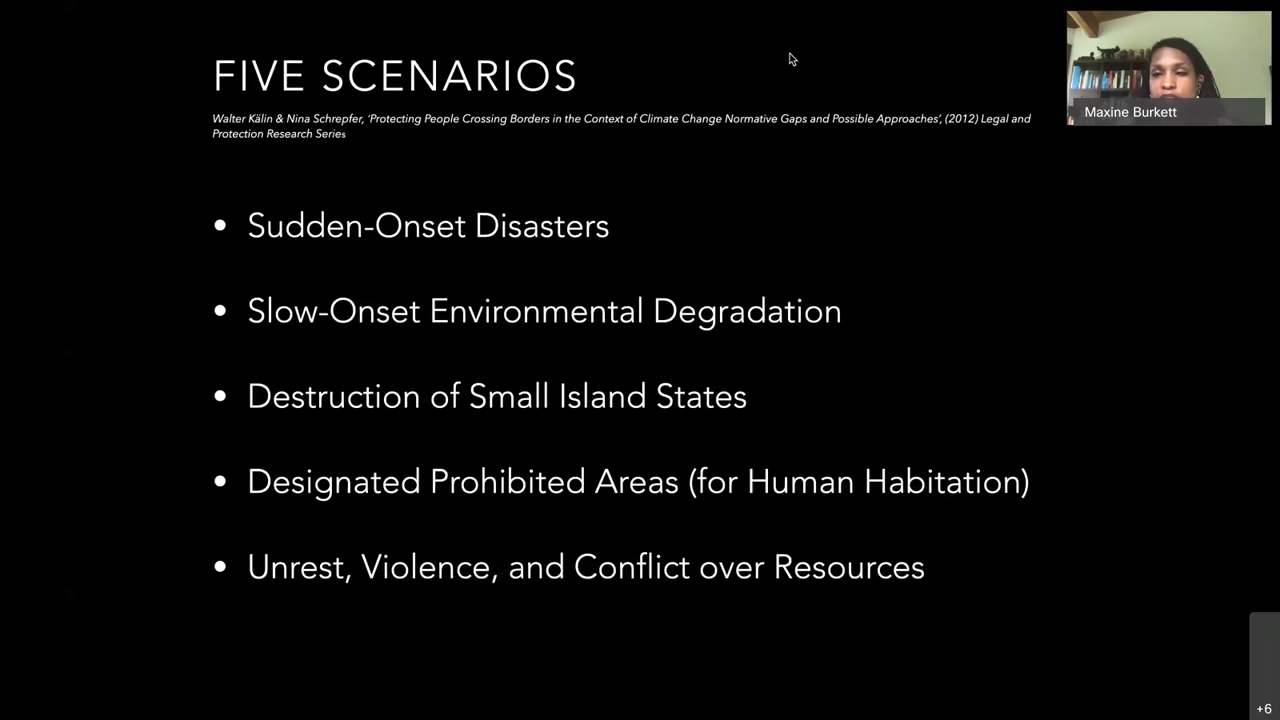 FIVE SCENARIOS
Walter Kälin & Nina Schrepfer, 'Protecting People Crossing Borders in the Context of Climate Change Normative Gaps and Possible Approaches', (2012) Legal and
Protection Research Series
• Sudden-Onset Disasters
• Slow-Onset Environmental Degradation
• Destruction of Small Island States
• Designated Prohibited Areas (for Human Habitation)
• Unrest, Violence, and Conflict over Resources
Maxine Burkett
+6